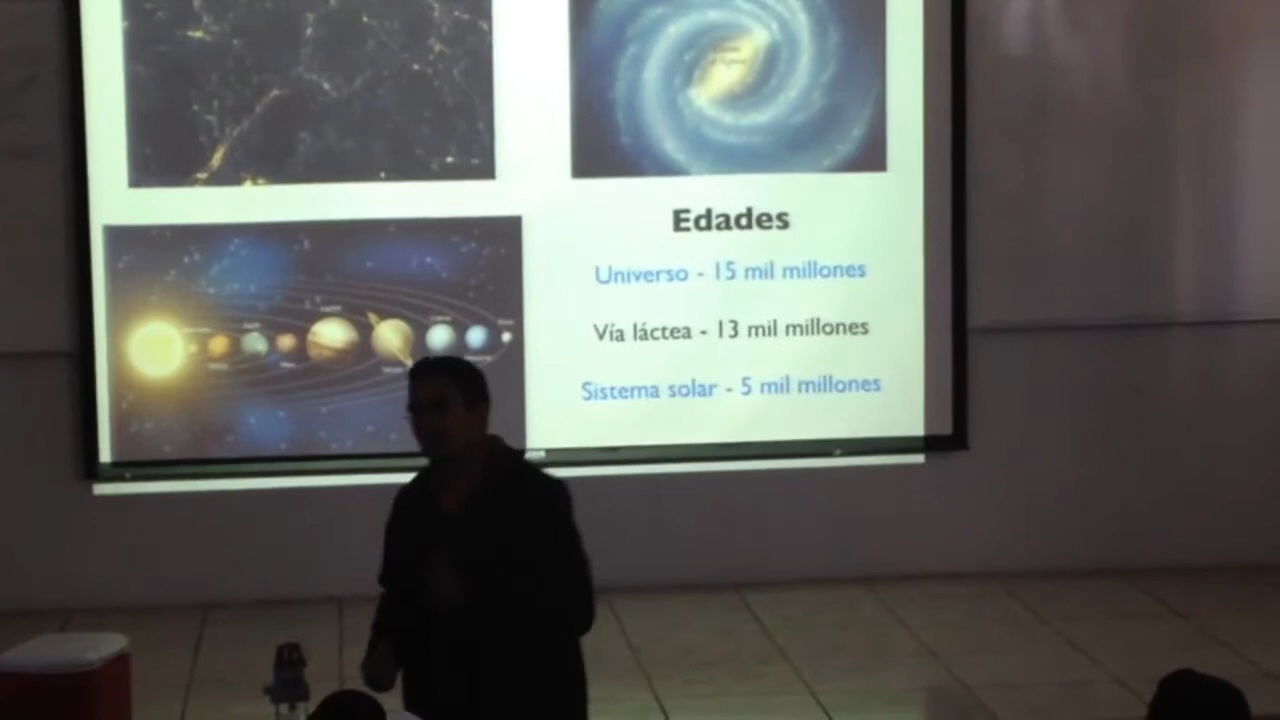 Edades
Universo - 15 mil millones
Vía láctea - 13 mil millones
Sistema solar - 5 mil millones